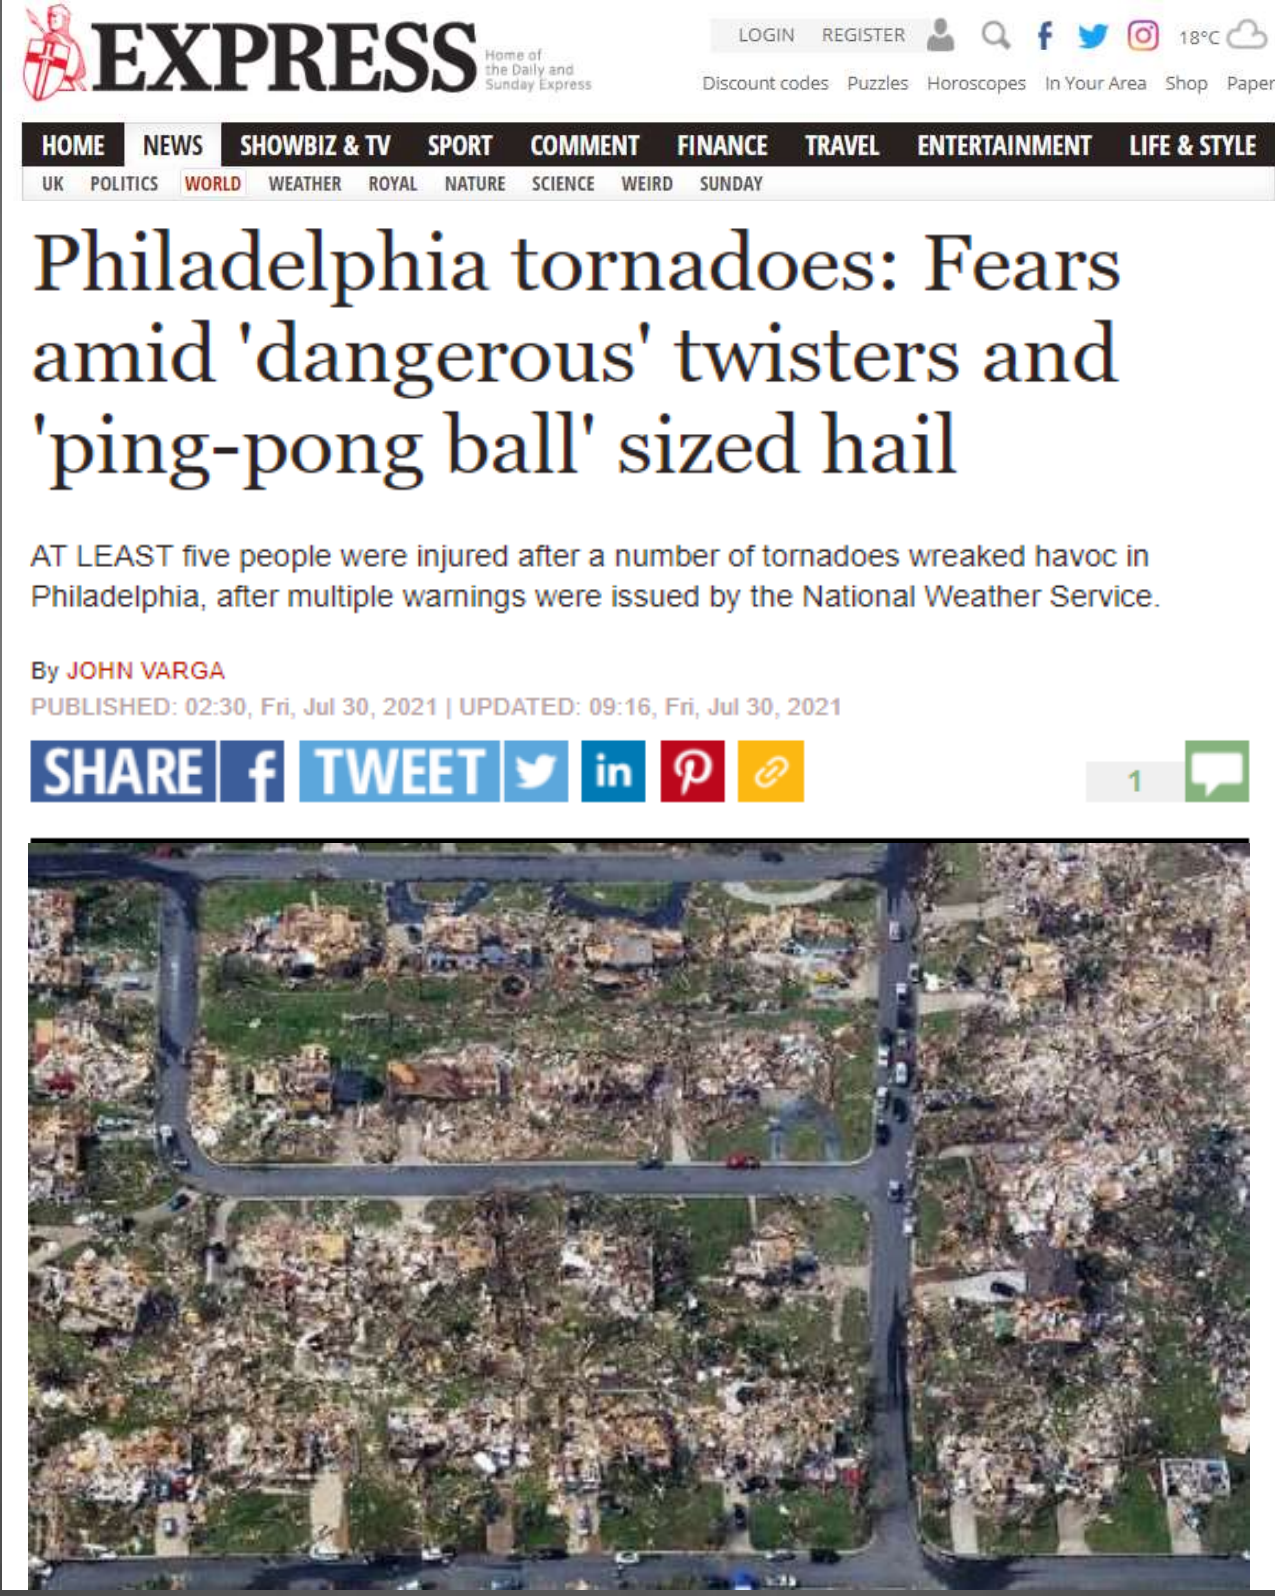 EXPRESS
Home of
the Daily and
Sunday Express
LOGIN REGISTER 18°C
Discount codes Puzzles Horoscopes In Your Area Shop Paper
HOME NEWS SHOWBIZ & TV SPORT COMMENT FINANCE TRAVEL ENTERTAINMENT LIFE & STYLE
UK POLITICS WORLD WEATHER ROYAL NATURE SCIENCE WEIRD SUNDAY
Philadelphia tornadoes: Fears
amid 'dangerous' twisters and
'ping-pong ball' sized hail
AT LEAST five people were injured after a number of tornadoes wreaked havoc in
Philadelphia, after multiple warnings were issued by the National Weather Service.
By JOHN VARGA
PUBLISHED: 02:30, Fri, Jul 30, 2021 | UPDATED: 09:16, Fri, Jul 30, 2021
SHARE f TWEET in 1